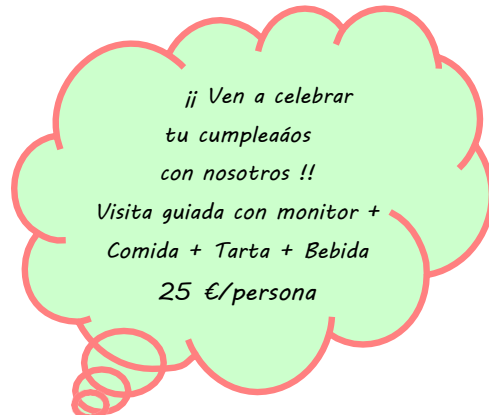 ¡¡ Ven a celebrar
tu cumpleaáos
con nosotros !!
Visita guiada con monitor +
Comida + Tarta + Bebida
25 €/persona